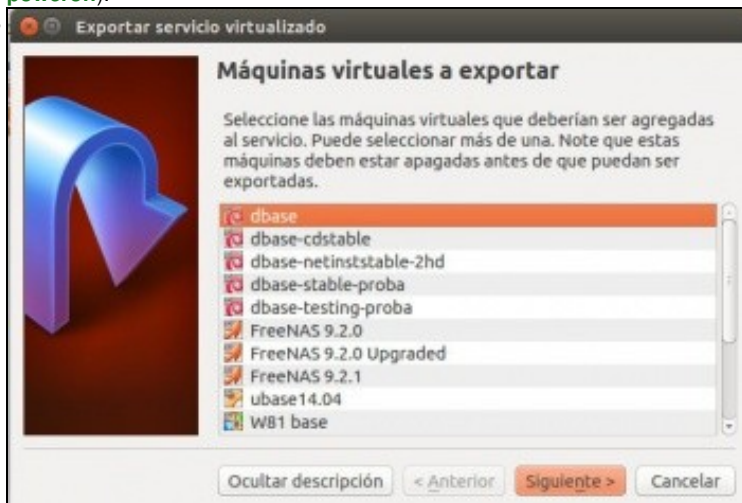 poweron).
Exportar servicio virtualizado
Máquinas virtuales a exportar
Seleccione las máquinas virtuales que deberían ser agregadas
al servicio. Puede seleccionar más de una. Note que estas
máquinas deben estar apagadas antes de que puedan ser
exportadas.
dbase
dbase-cdstable
dbase-netinststable-2hd
dbase-stable-proba
dbase-testing-proba
FreeNAS 9.2.0
FreeNAS 9.2.0 Upgraded
FreeNAS 9.2.1
ubase14.04
W81 base
Ocultar descripción < Anterior Siguiente > Cancelar